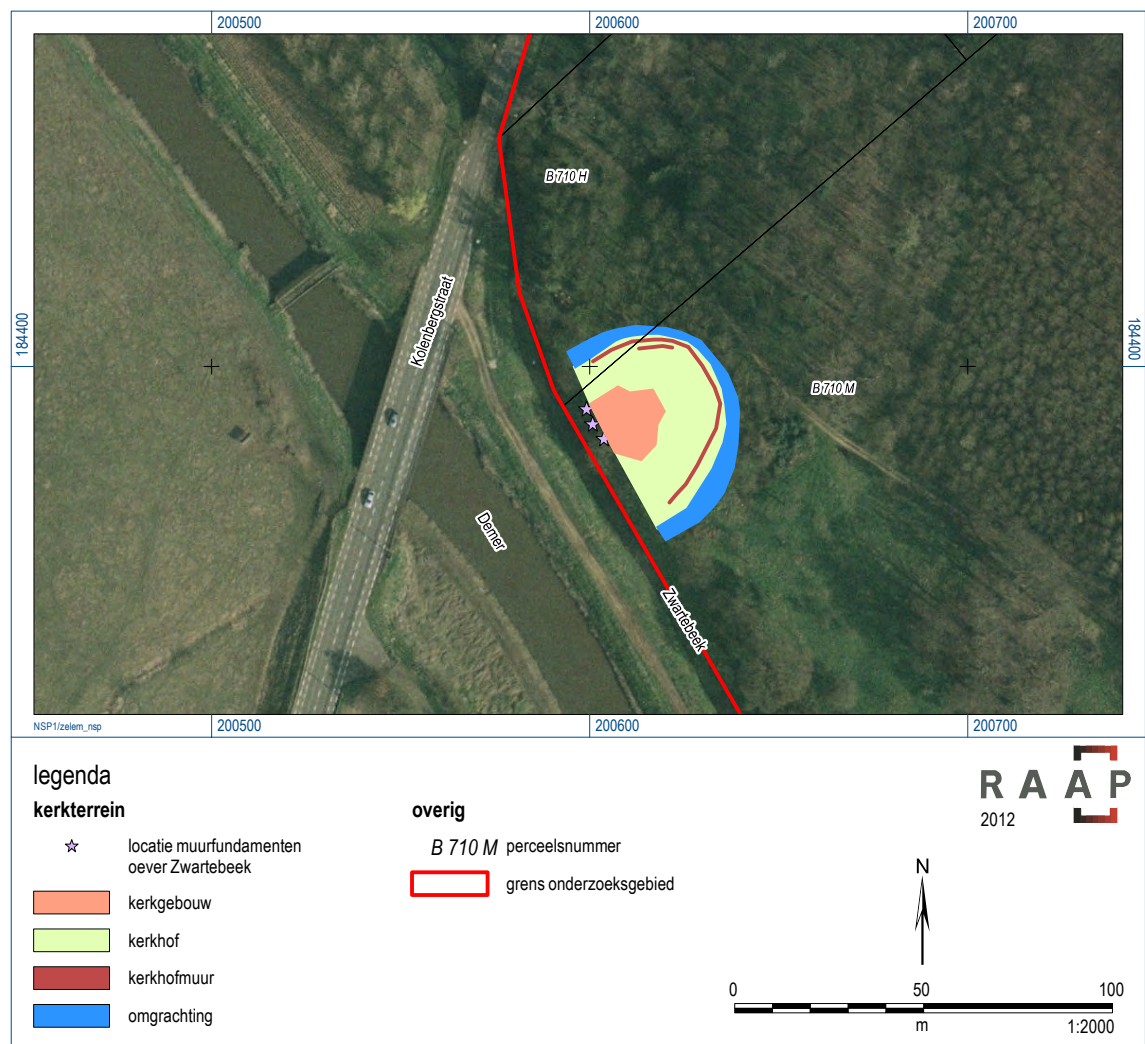 200500
200600
200700
184400
184400
B 710 H
Kolenbergstraat
B 710 M
Demer
Zwartebeek
NSP1/zelem_nsp
200500
200600
200700
legenda
kerkterrein
locatie muurfundamenten
oever Zwartebeek
kerkgebouw
kerkhof
kerkhofmuur
omgrachting
overig
B 710 M perceelsnummer
grens onderzoeksgebied
RAAP
2012
N
0 50 100
m
1:2000